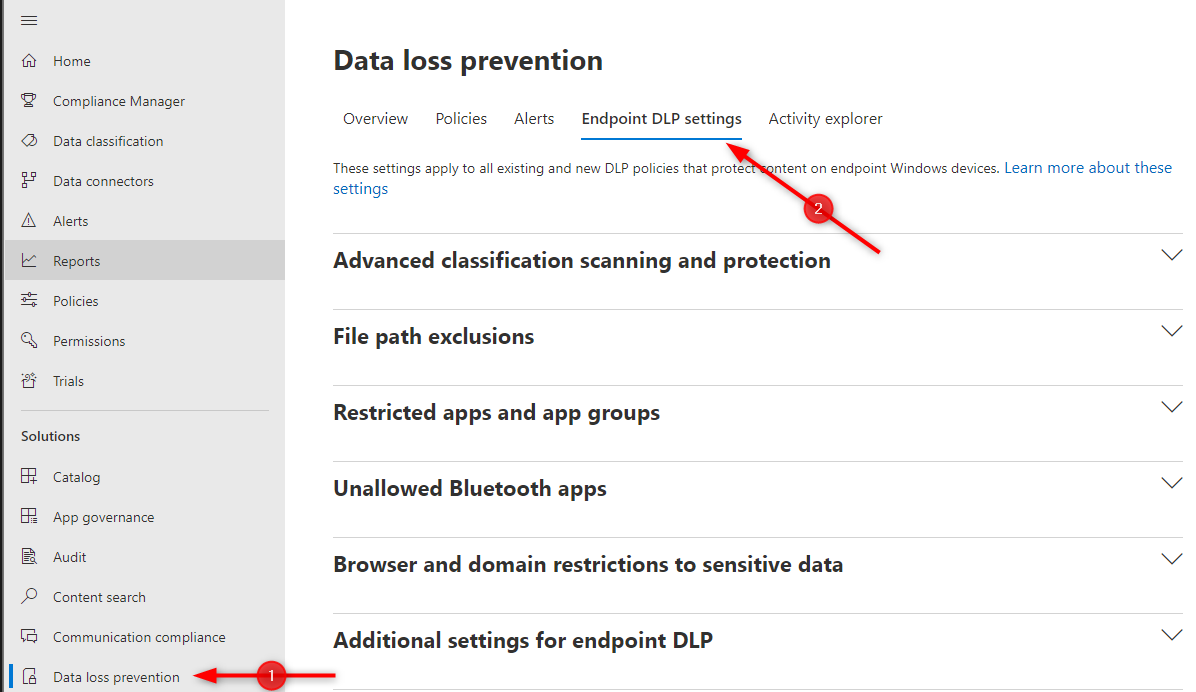 Home
Compliance Manager
Data classification
Data connectors
Alerts
Reports
Policies
Permissions
Trials
Solutions
Catalog
App governance
Audit
Content search
Communication compliance
Data loss prevention
1
Data loss prevention
Overview Policies Alerts Endpoint DLP settings Activity explorer
These settings apply to all existing and new DLP policies that protect content on endpoint Windows devices. Learn more about these
settings
2
Advanced classification scanning and protection
File path exclusions
Restricted apps and app groups
Unallowed Bluetooth apps
Browser and domain restrictions to sensitive data
Additional settings for endpoint DLP